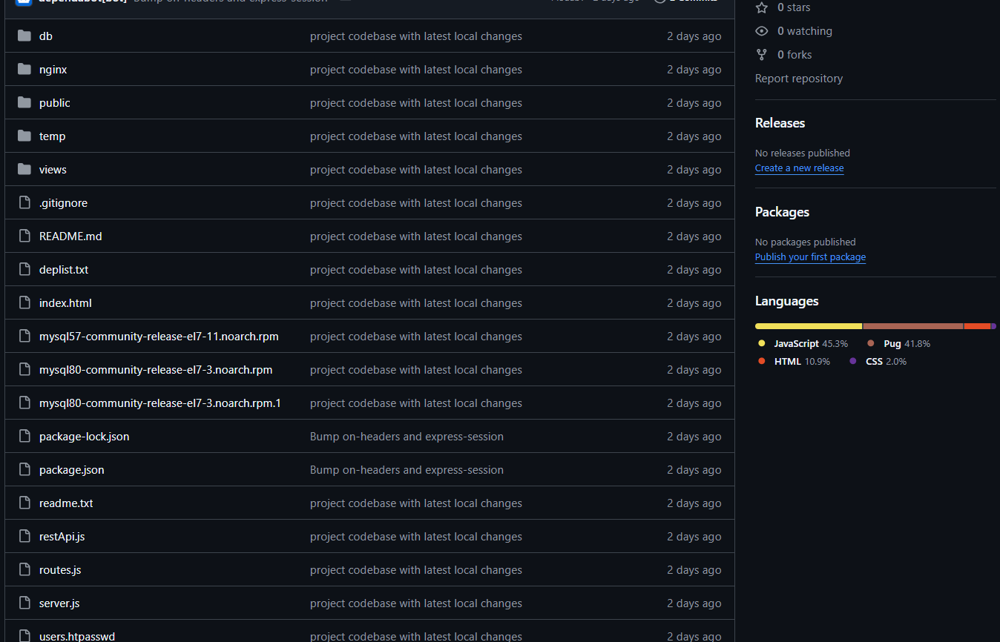 db project codebase with latest local changes 2 days ago
nginx project codebase with latest local changes 2 days ago
public project codebase with latest local changes 2 days ago
temp project codebase with latest local changes 2 days ago
views project codebase with latest local changes 2 days ago
.gitignore project codebase with latest local changes 2 days ago
README.md project codebase with latest local changes 2 days ago
deplist.txt project codebase with latest local changes 2 days ago
index.html project codebase with latest local changes 2 days ago
mysql57-community-release-el7-11.noarch.rpm project codebase with latest local changes 2 days ago
mysql80-community-release-el7-3.noarch.rpm project codebase with latest local changes 2 days ago
mysql80-community-release-el7-3.noarch.rpm.1 project codebase with latest local changes 2 days ago
package-lock.json Bump on-headers and express-session 2 days ago
package.json Bump on-headers and express-session 2 days ago
readme.txt project codebase with latest local changes 2 days ago
restApi.js project codebase with latest local changes 2 days ago
routes.js project codebase with latest local changes 2 days ago
server.js project codebase with latest local changes 2 days ago
users.htpasswd project codebase with latest local changes 2 days ago
0 stars
0 watching
0 forks
Report repository
Releases
No releases published
Create a new release
Packages
No packages published
Publish your first package
Languages
JavaScript 45.3% Pug 41.8%
HTML 10.9% CSS 2.0%